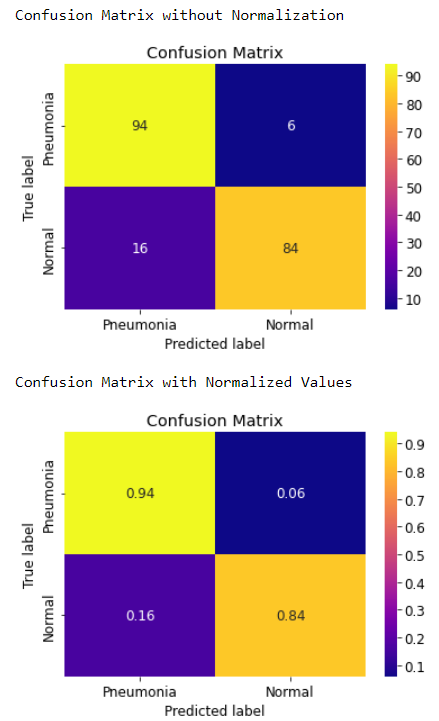 Confusion Matrix without Normalization
Confusion Matrix
True label
Pneumonia
Normal
94
6
16
84
Pneumonia
Normal
Predicted label
90
80
70
60
50
40
30
20
10
Confusion Matrix with Normalized Values
Confusion Matrix
True label
Pneumonia
Normal
0.94
0.06
0.16
0.84
Pneumonia
Normal
Predicted label
0.9
0.8
0.7
0.6
0.5
0.4
0.3
0.2
0.1